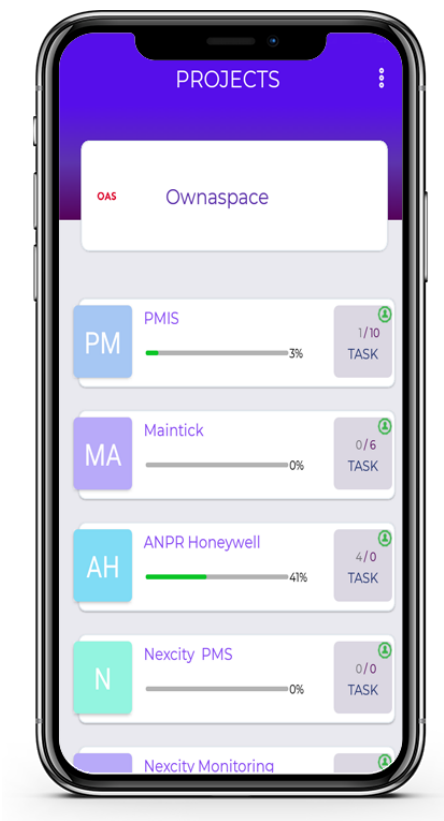 PROJECTS
OAS Ownaspace
PM PMIS 1/10
3% TASK
MA Maintick 0/6
0% TASK
AH ANPR Honeywell 4/0
41% TASK
N Nexcity PMS 0/0
0% TASK
Nexcity Monitoring